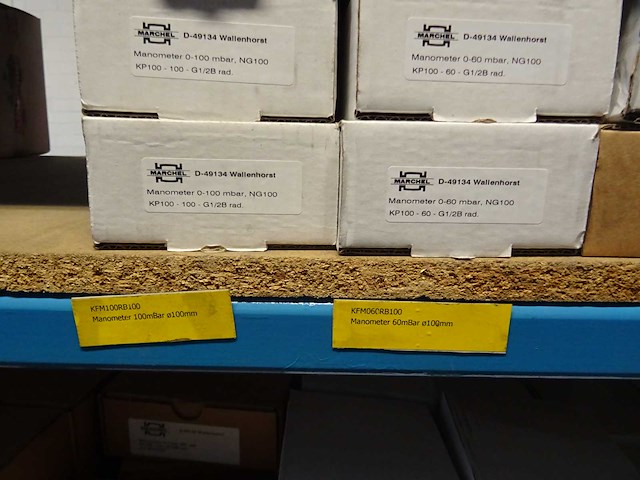 MARCHEL D-49134 Wallenhorst
Manometer 0-100 mbar, NG100
KP100 - 100 - G1/2B rad.
MARCHEL D-49134 Wallenhorst
Manometer 0-60 mbar, NG100
KP100 - 60 - G1/2B rad.
MARCHEL D-49134 Wallenhorst
Manometer 0-100 mbar, NG100
KP100 - 100 - G1/2B rad.
MARCHEL D-49134 Wallenhorst
Manometer 0-60 mbar, NG100
KP100 - 60 - G1/2B rad.
KFM100RB100
Manometer 100mBar ø100mm
KFM060RB100
Manometer 60mBar ø100mm